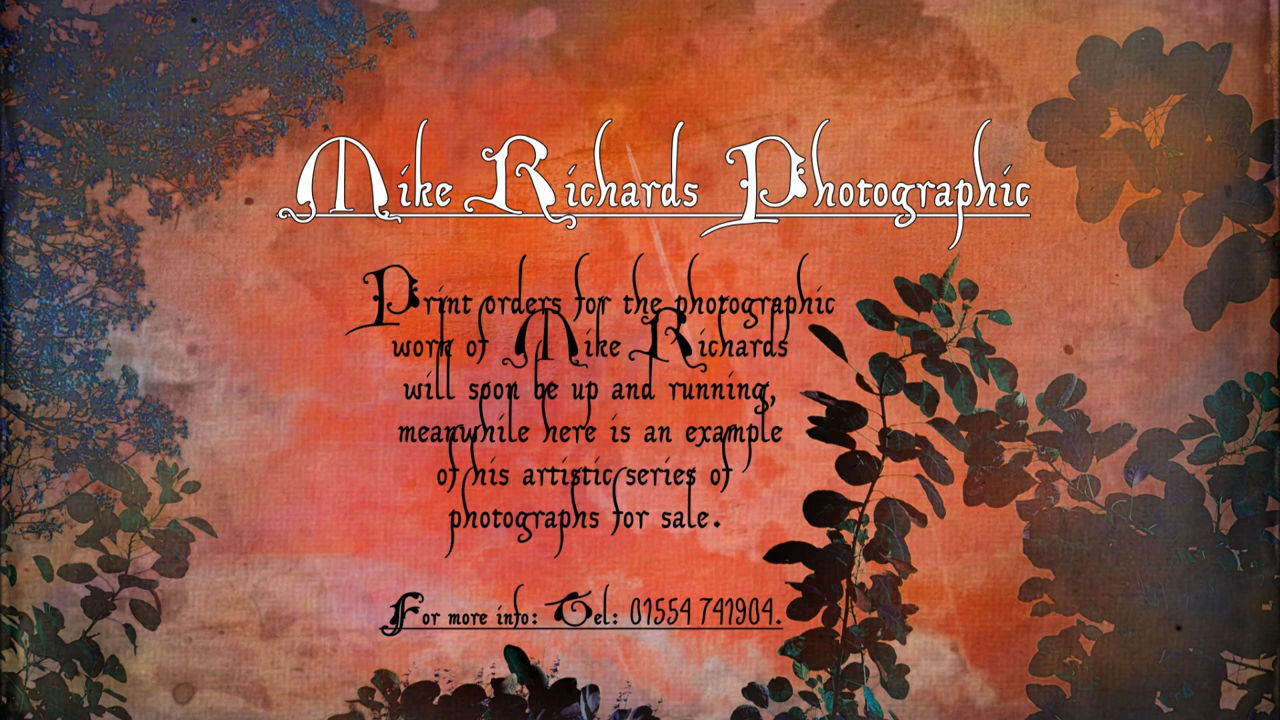 Mike Richards Photographic
Print orders for the photographic
work of Mike Richards
will soon be up and running,
meanwhile here is an example
of his artistic series of
photographs for sale.
For more info: Tel: 01554 741904.